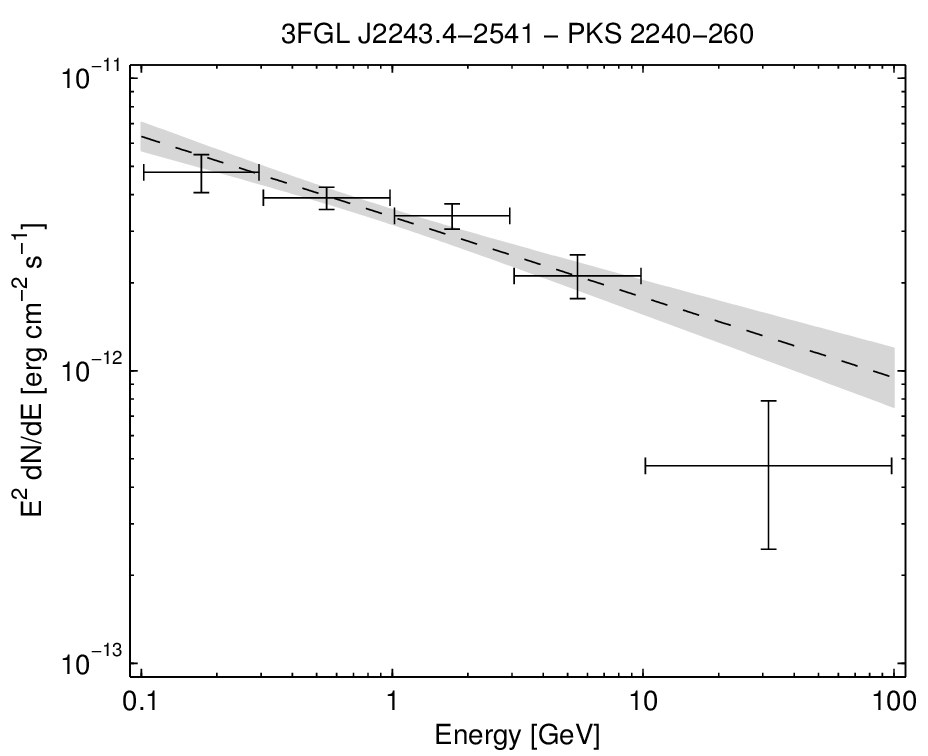 3FGL J2243.4−2541 − PKS 2240−260
10⁻¹¹
10⁻¹²
10⁻¹³
E² dN/dE [erg cm⁻² s⁻¹]
0.1 1 10 100
Energy [GeV]